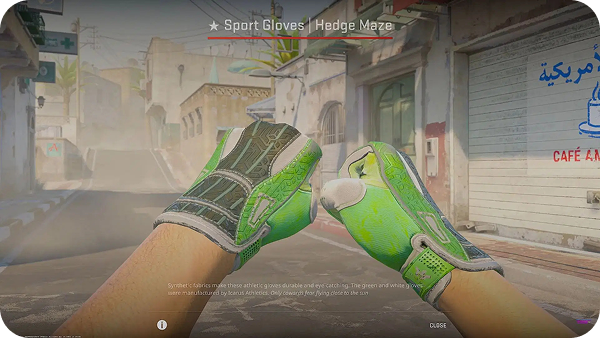 ★ Sport Gloves | Hedge Maze
أمريكية
CAFÉ AM
Synthetic fabrics make these athletic gloves durable and eye catching. The green and white gloves
were manufactured by Icarus Athletics. Only towards fear flying close to the sun
CLOSE